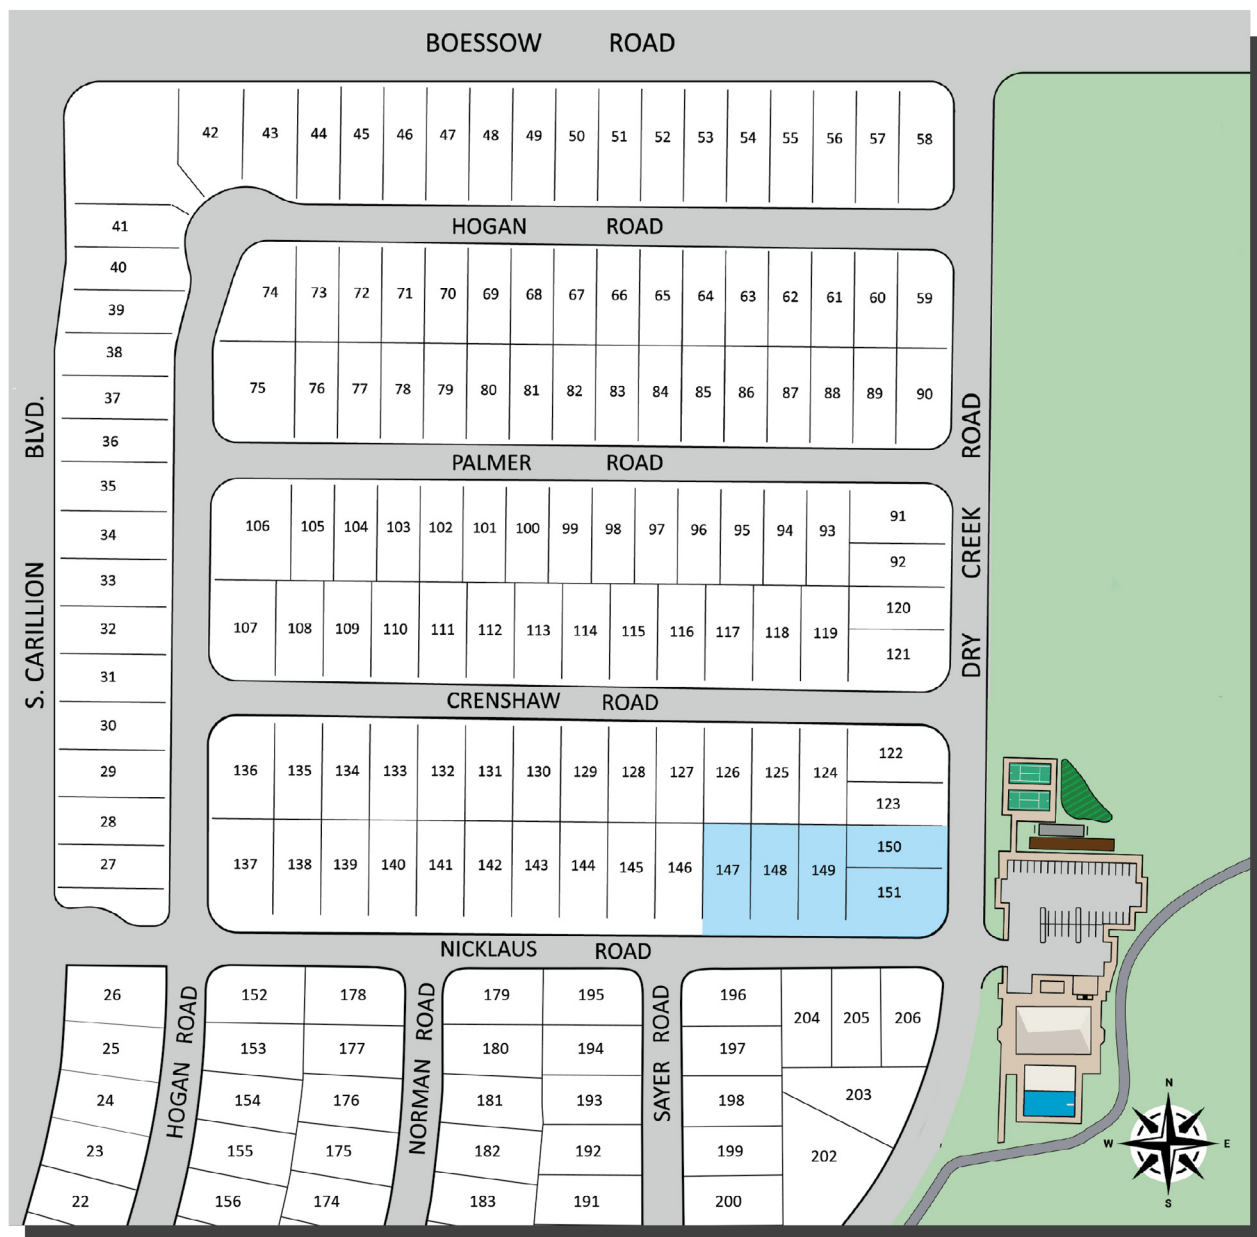 BOESSOW ROAD
42 43 44 45 46 47 48 49 50 51 52 53 54 55 56 57 58
41
HOGAN ROAD
40
39
38
37
36
35
34
33
32
31
30
29
28
27
S. CARILLION BLVD.
74 73 72 71 70 69 68 67 66 65 64 63 62 61 60 59
75 76 77 78 79 80 81 82 83 84 85 86 87 88 89 90
PALMER ROAD
DRY CREEK ROAD
106 105 104 103 102 101 100 99 98 97 96 95 94 93
91
92
107 108 109 110 111 112 113 114 115 116 117 118 119
120
121
CRENSHAW ROAD
136 135 134 133 132 131 130 129 128 127 126 125 124
122
123
137 138 139 140 141 142 143 144 145 146 147 148 149
150
151
NICKLAUS ROAD
26
25
24
23
22
HOGAN ROAD
152 178
153 177
154 176
155 175
156 174
NORMAN ROAD
179 195
180 194
181 193
182 192
183 191
SAYER ROAD
196
197
198
199
200
204 205 206
203
202
N
W E
S